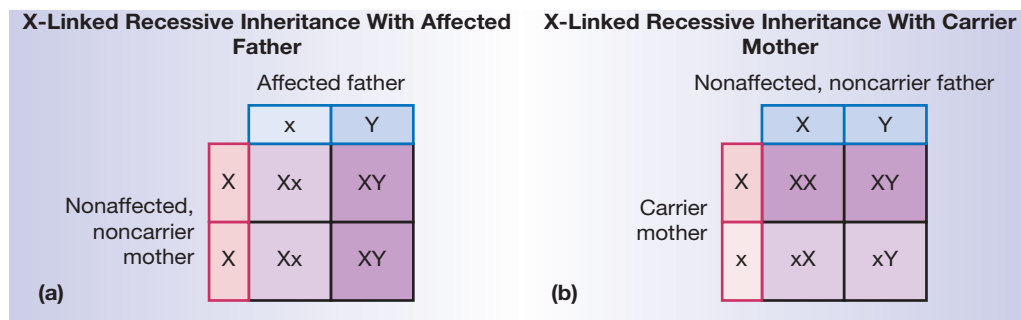 X-Linked Recessive Inheritance With Affected
Father
Affected father
x Y
X Xx XY
Nonaffected,
noncarrier
mother
X Xx XY
(a)
X-Linked Recessive Inheritance With Carrier
Mother
Nonaffected, noncarrier father
X Y
X XX XY
Carrier
mother
x xX xY
(b)